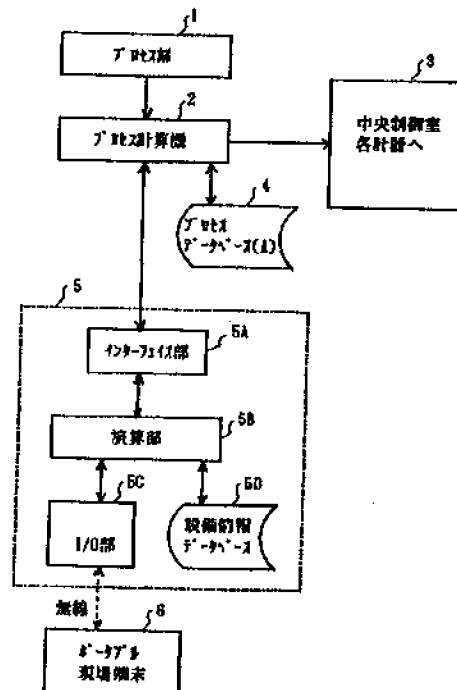 1
プロセス部
2
プロセス計算機
3
中央制御室
各計器へ
4
プロセス
データベース(A)
5
5A
インターフェイス部
5B
演算部
5C
I/O部
5D
設備情報
データベース
無線
6
ポータブル
現場端末